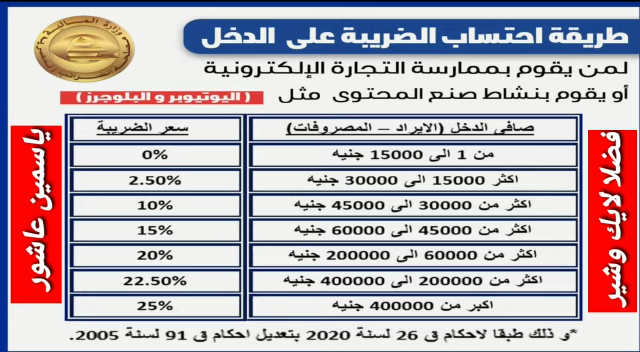 طريقة احتساب الضريبة على الدخل
لمن يقوم بممارسة التجارة الإلكترونية
أو يقوم بنشاط صنع المحتوى مثل (اليوتيوبر و البلوجرز)
صافى الدخل (الايراد – المصروفات) سعر الضريبة
من 1 الى 15000 جنيه 0%
اكثر 15000 الى 30000 جنيه 2.50%
اكثر من 30000 الى 45000 جنيه 10%
اكثر من 45000 الى 60000 جنيه 15%
اكثر من 60000 الى 200000 جنيه 20%
اكثر من 200000 الى 400000 جنيه 22.50%
اكبر من 400000 جنيه 25%
*و ذلك طبقا لاحكام ق 26 لسنة 2020 بتعديل احكام ق 91 لسنة 2005.
فضلا لايك وشير
ياسمين عاشور